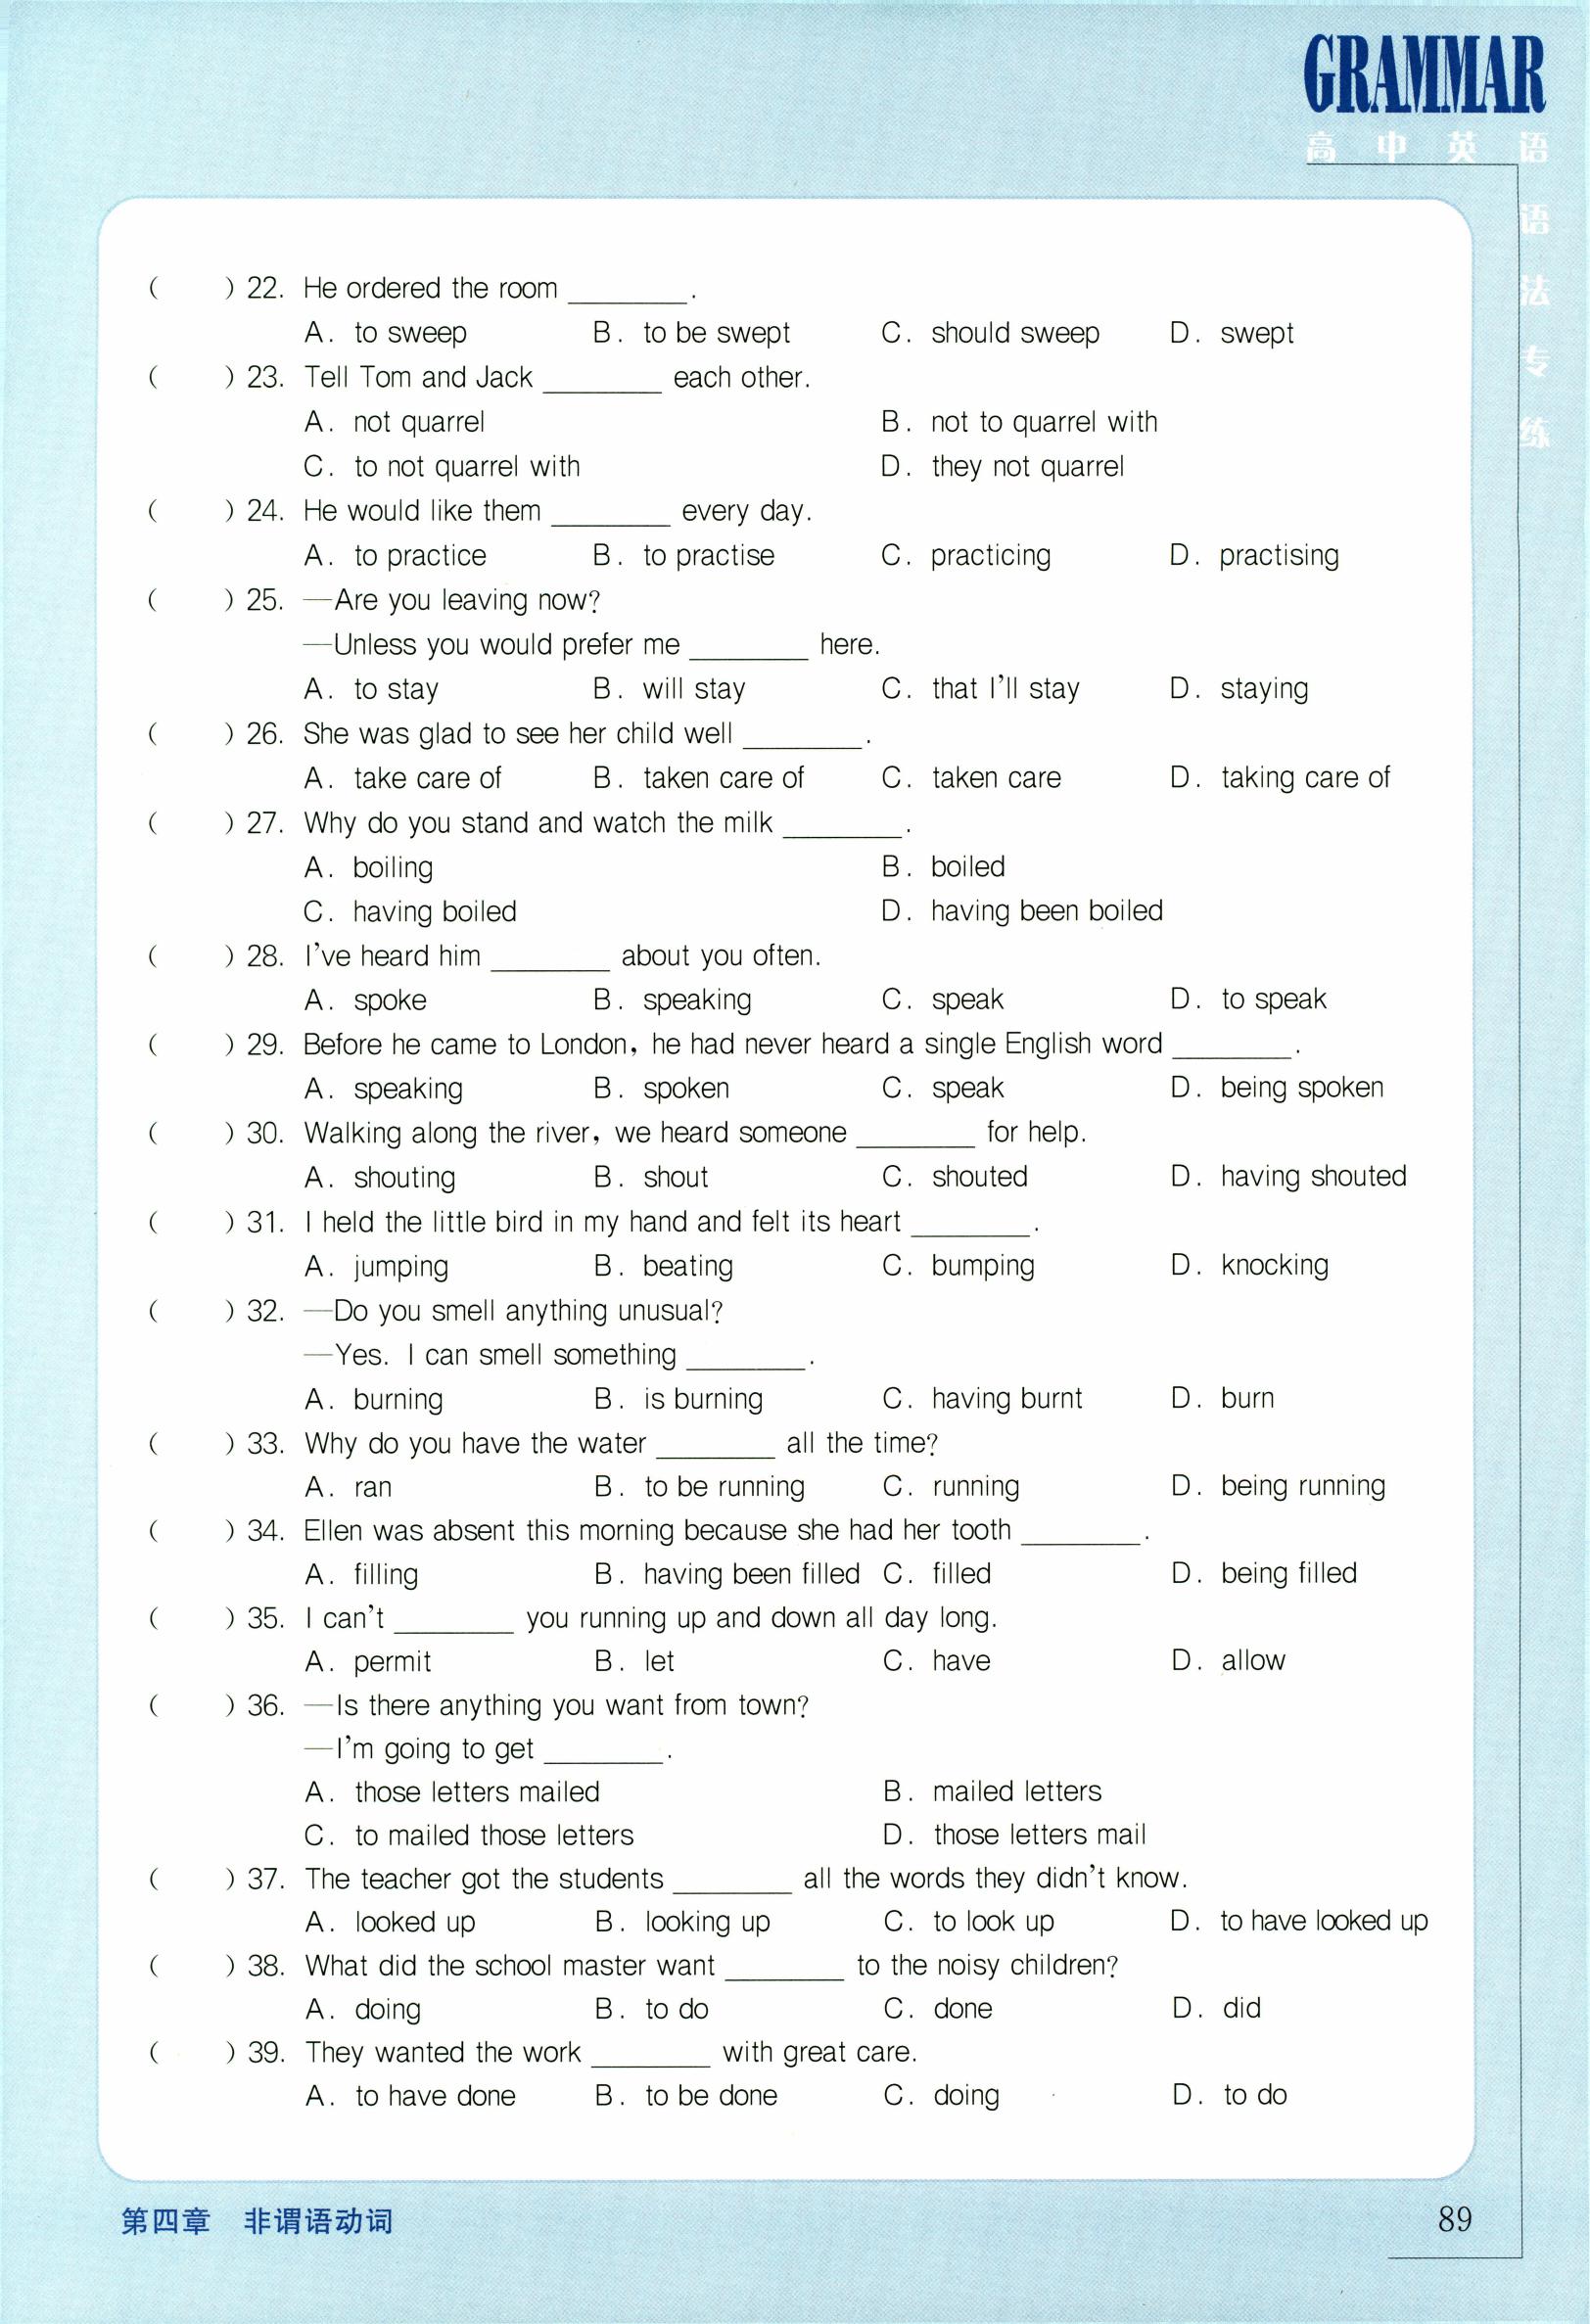 GRAMMAR
高中英语
语
法
专
练
(  ) 22. He ordered the room ________.
A. to sweep B. to be swept C. should sweep D. swept
(  ) 23. Tell Tom and Jack ________ each other.
A. not quarrel B. not to quarrel with
C. to not quarrel with D. they not quarrel
(  ) 24. He would like them ________ every day.
A. to practice B. to practise C. practicing D. practising
(  ) 25. —Are you leaving now?
—Unless you would prefer me ________ here.
A. to stay B. will stay C. that I'll stay D. staying
(  ) 26. She was glad to see her child well ________.
A. take care of B. taken care of C. taken care D. taking care of
(  ) 27. Why do you stand and watch the milk ________.
A. boiling B. boiled
C. having boiled D. having been boiled
(  ) 28. I've heard him ________ about you often.
A. spoke B. speaking C. speak D. to speak
(  ) 29. Before he came to London, he had never heard a single English word ________.
A. speaking B. spoken C. speak D. being spoken
(  ) 30. Walking along the river, we heard someone ________ for help.
A. shouting B. shout C. shouted D. having shouted
(  ) 31. I held the little bird in my hand and felt its heart ________.
A. jumping B. beating C. bumping D. knocking
(  ) 32. —Do you smell anything unusual?
—Yes. I can smell something ________.
A. burning B. is burning C. having burnt D. burn
(  ) 33. Why do you have the water ________ all the time?
A. ran B. to be running C. running D. being running
(  ) 34. Ellen was absent this morning because she had her tooth ________.
A. filling B. having been filled C. filled D. being filled
(  ) 35. I can't ________ you running up and down all day long.
A. permit B. let C. have D. allow
(  ) 36. —Is there anything you want from town?
—I'm going to get ________.
A. those letters mailed B. mailed letters
C. to mailed those letters D. those letters mail
(  ) 37. The teacher got the students ________ all the words they didn't know.
A. looked up B. looking up C. to look up D. to have looked up
(  ) 38. What did the school master want ________ to the noisy children?
A. doing B. to do C. done D. did
(  ) 39. They wanted the work ________ with great care.
A. to have done B. to be done C. doing D. to do
第四章 非谓语动词
89